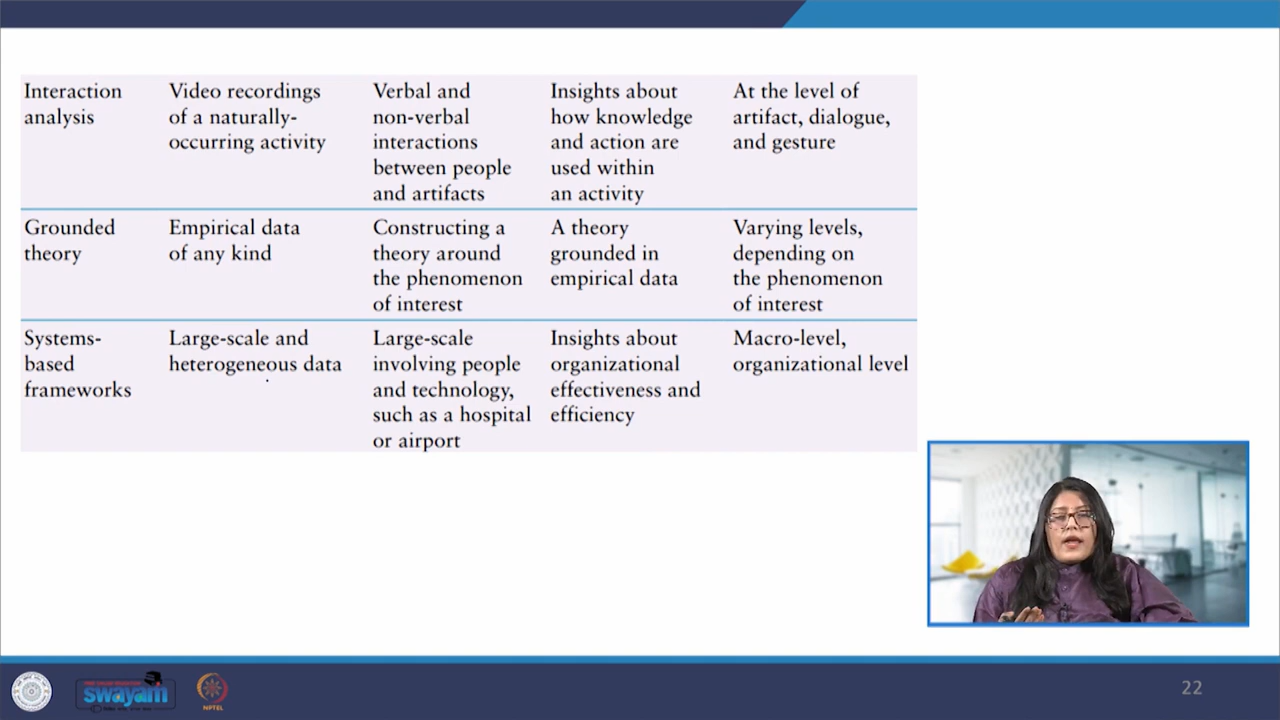 Interaction
analysis
Video recordings
of a naturally-
occurring activity
Verbal and
non-verbal
interactions
between people
and artifacts
Insights about
how knowledge
and action are
used within
an activity
At the level of
artifact, dialogue,
and gesture
Grounded
theory
Empirical data
of any kind
Constructing a
theory around
the phenomenon
of interest
A theory
grounded in
empirical data
Varying levels,
depending on
the phenomenon
of interest
Systems-
based
frameworks
Large-scale and
heterogeneous data
Large-scale
involving people
and technology,
such as a hospital
or airport
Insights about
organizational
effectiveness and
efficiency
Macro-level,
organizational level
swayam
NPTEL
22